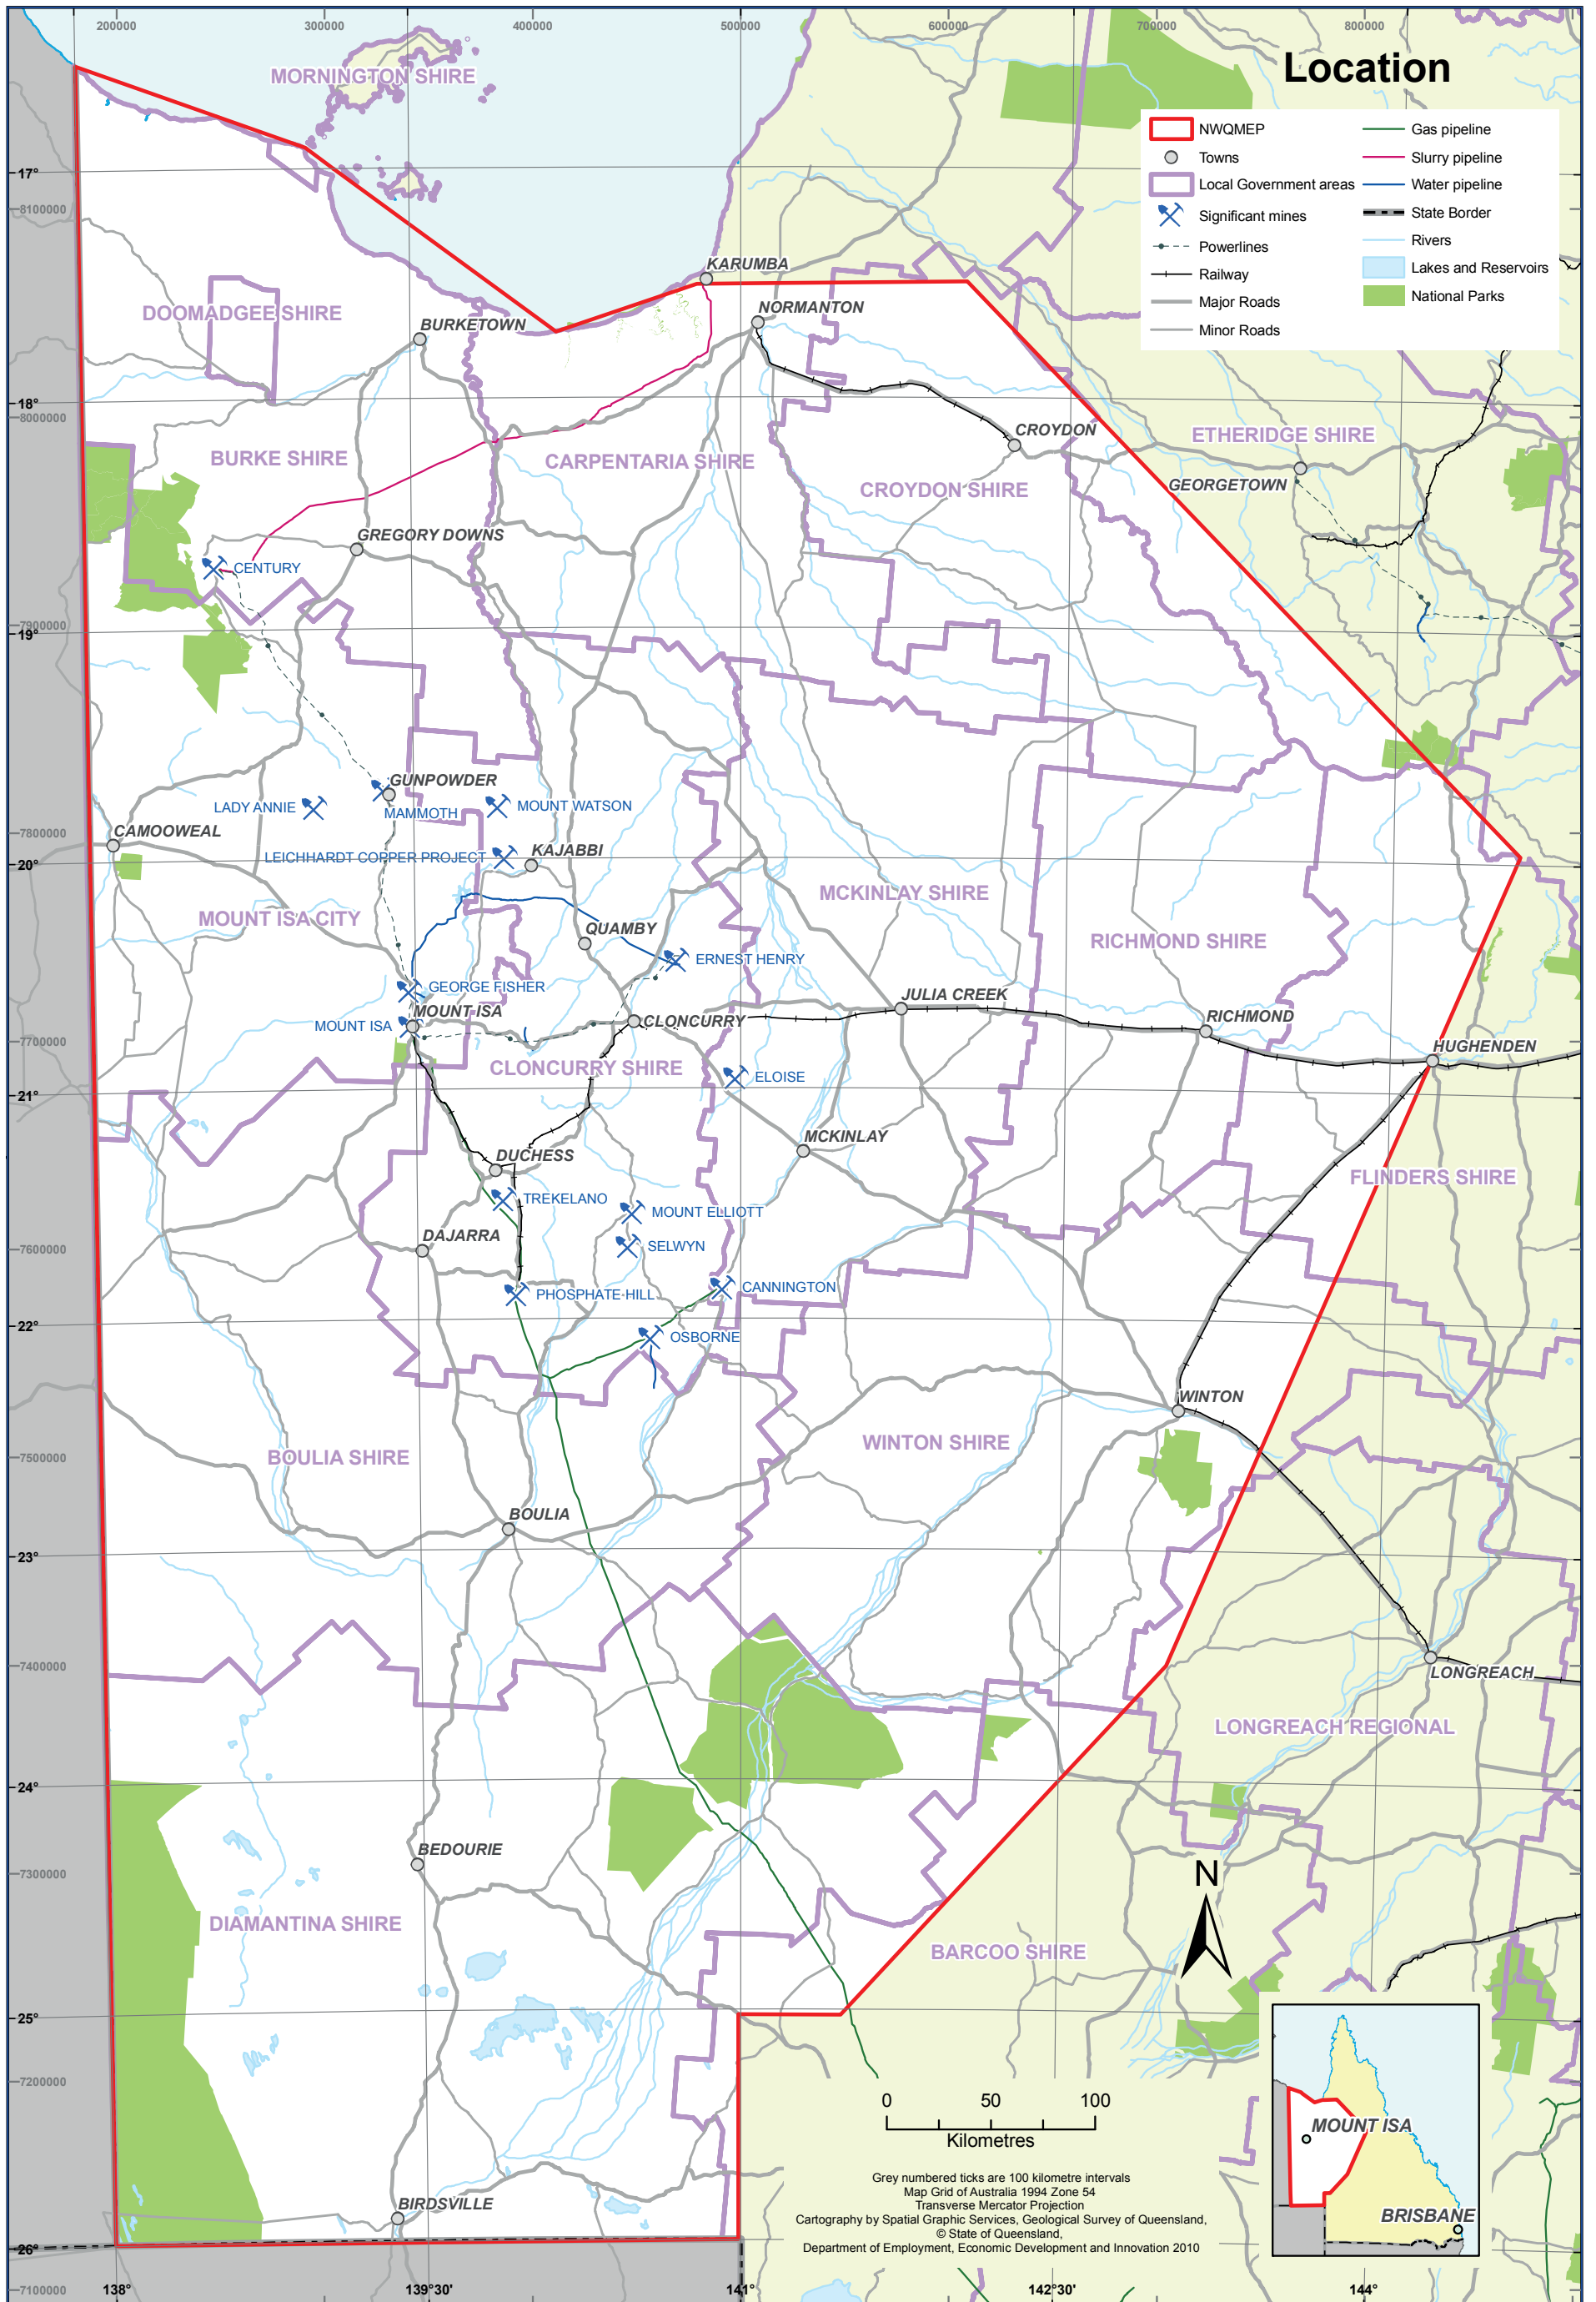 200000
300000
400000
500000
600000
700000
800000
Location
MORNINGTON SHIRE
NWQMEP
Towns
Local Government areas
Significant mines
Powerlines
Railway
Major Roads
Minor Roads
Gas pipeline
Slurry pipeline
Water pipeline
State Border
Rivers
Lakes and Reservoirs
National Parks
17°
8100000
KARUMBA
NORMANTON
DOOMADGEE SHIRE
BURKETOWN
18°
8000000
CROYDON
ETHERIDGE SHIRE
BURKE SHIRE
CARPENTARIA SHIRE
CROYDON SHIRE
GEORGETOWN
GREGORY DOWNS
CENTURY
7900000
19°
GUNPOWDER
LADY ANNIE
MAMMOTH
MOUNT WATSON
CAMOOWEAL
7800000
LEICHHARDT COPPER PROJECT
KAJABBI
20°
MCKINLAY SHIRE
MOUNT ISA CITY
QUAMBY
RICHMOND SHIRE
ERNEST HENRY
GEORGE FISHER
JULIA CREEK
MOUNT ISA
MOUNT ISA
CLONCURRY
RICHMOND
7700000
HUGHENDEN
CLONCURRY SHIRE
ELOISE
21°
MCKINLAY
DUCHESS
FLINDERS SHIRE
TREKELANO
MOUNT ELLIOTT
DAJARRA
SELWYN
7600000
CANNINGTON
PHOSPHATE HILL
22°
OSBORNE
WINTON
BOULIA SHIRE
WINTON SHIRE
7500000
BOULIA
23°
7400000
LONGREACH
LONGREACH REGIONAL
24°
BEDOURIE
7300000
N
DIAMANTINA SHIRE
BARCOO SHIRE
25°
7200000
0
50
100
Kilometres
MOUNT ISA
BRISBANE
Grey numbered ticks are 100 kilometre intervals
Map Grid of Australia 1994 Zone 54
Transverse Mercator Projection
Cartography by Spatial Graphic Services, Geological Survey of Queensland,
© State of Queensland,
Department of Employment, Economic Development and Innovation 2010
BIRDSVILLE
26°
7100000
138°
139°30'
141°
142°30'
144°